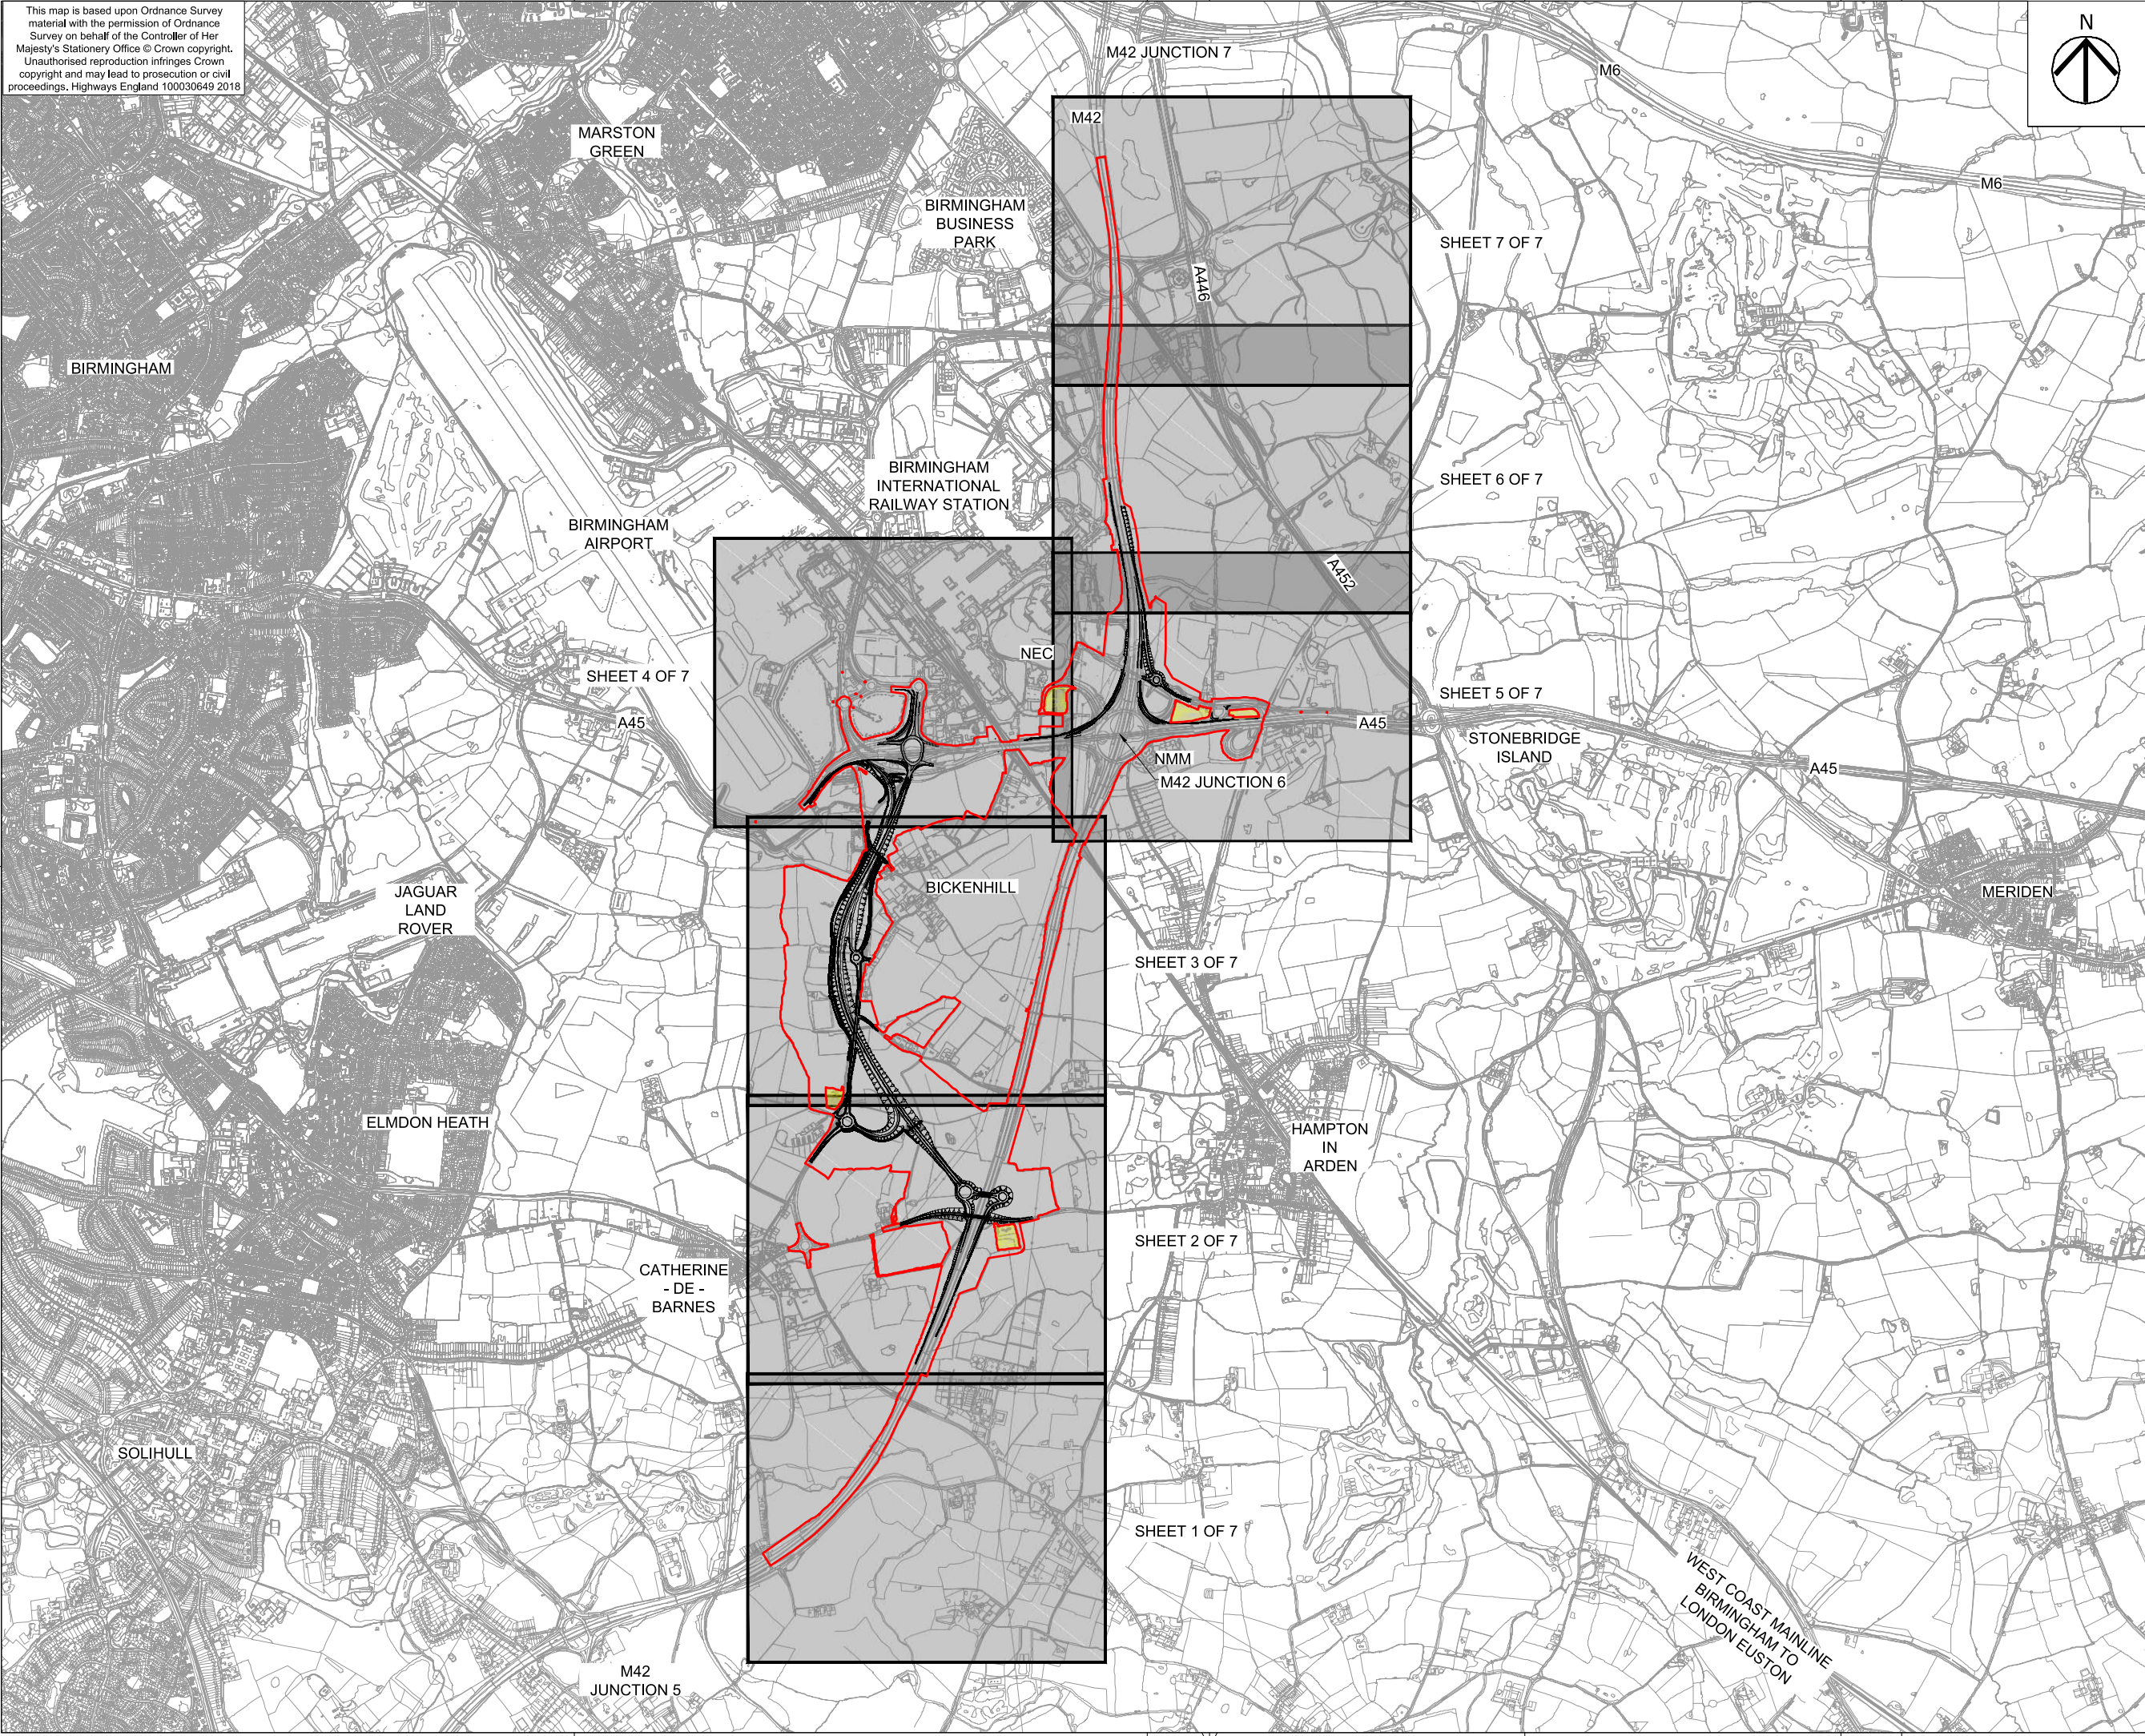 This map is based upon Ordnance Survey
material with the permission of Ordnance
Survey on behalf of the Controller of Her
Majesty's Stationery Office © Crown copyright.
Unauthorised reproduction infringes Crown
copyright and may lead to prosecution or civil
proceedings. Highways England 100030649 2018
N
M42 JUNCTION 7
M6
M42
MARSTON
GREEN
M6
BIRMINGHAM
BUSINESS
PARK
SHEET 7 OF 7
A446
BIRMINGHAM
BIRMINGHAM
INTERNATIONAL
RAILWAY STATION
SHEET 6 OF 7
BIRMINGHAM
AIRPORT
A452
NEC
SHEET 4 OF 7
SHEET 5 OF 7
A45
A45
STONEBRIDGE
ISLAND
NMM
A45
M42 JUNCTION 6
JAGUAR
LAND
ROVER
BICKENHILL
MERIDEN
SHEET 3 OF 7
ELMDON HEATH
HAMPTON
IN
ARDEN
SHEET 2 OF 7
CATHERINE
- DE -
BARNES
SOLIHULL
SHEET 1 OF 7
WEST COAST MAINLINE
BIRMINGHAM TO
LONDON EUSTON
M42
JUNCTION 5